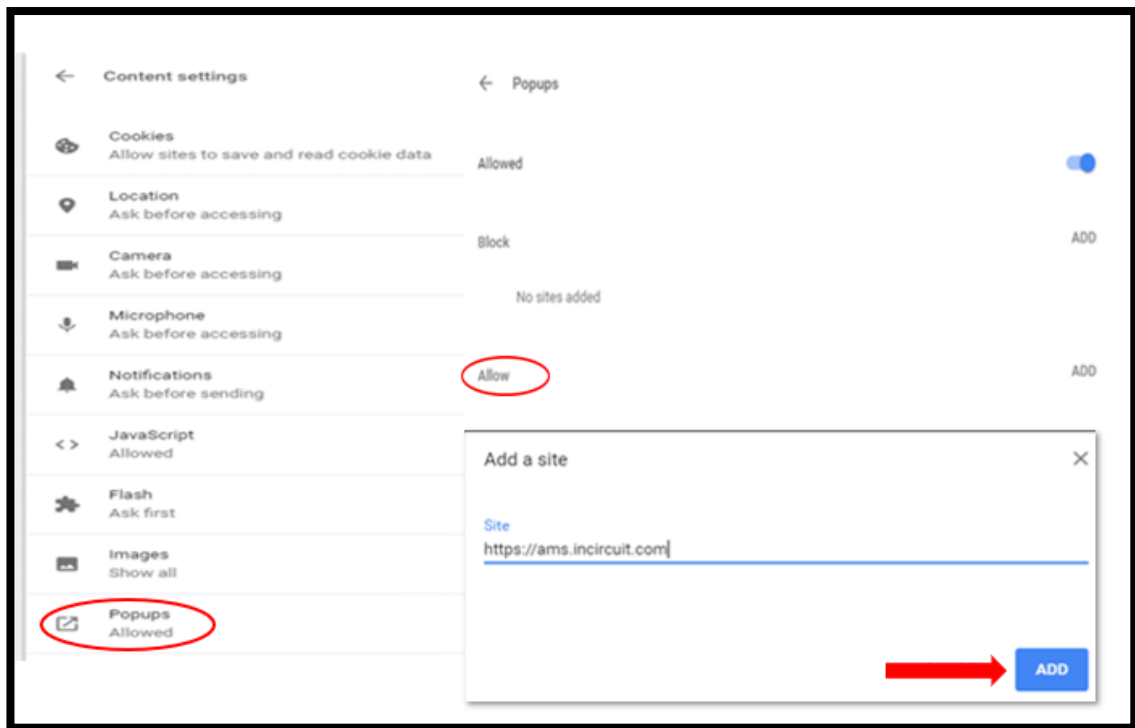 Content settings
Cookies
Allow sites to save and read cookie data
Location
Ask before accessing
Camera
Ask before accessing
Microphone
Ask before accessing
Notifications
Ask before sending
JavaScript
Allowed
Flash
Ask first
Images
Show all
Popups
Allowed
Popups
Allowed
Block ADD
No sites added
Allow ADD
Add a site
Site
https://ams.incircuit.com
ADD